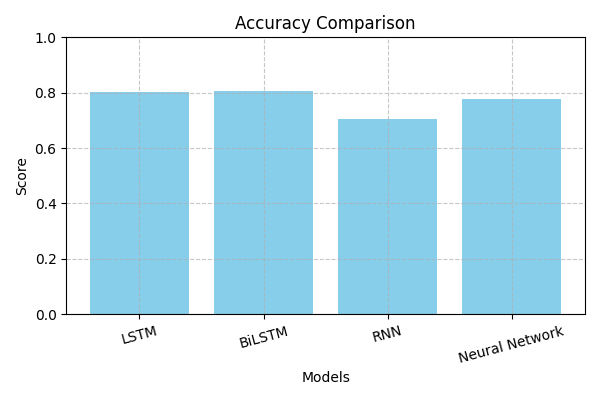 Accuracy Comparison
1.0
0.8
0.6
0.4
0.2
0.0
Score
LSTM
BiLSTM
RNN
Neural Network
Models